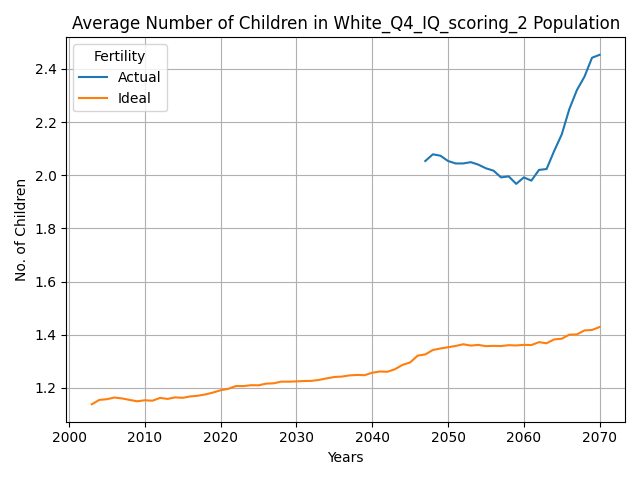 Average Number of Children in White_Q4_IQ_scoring_2 Population
Fertility
Actual
Ideal
No. of Children
2.4
2.2
2.0
1.8
1.6
1.4
1.2
2000 2010 2020 2030 2040 2050 2060 2070
Years